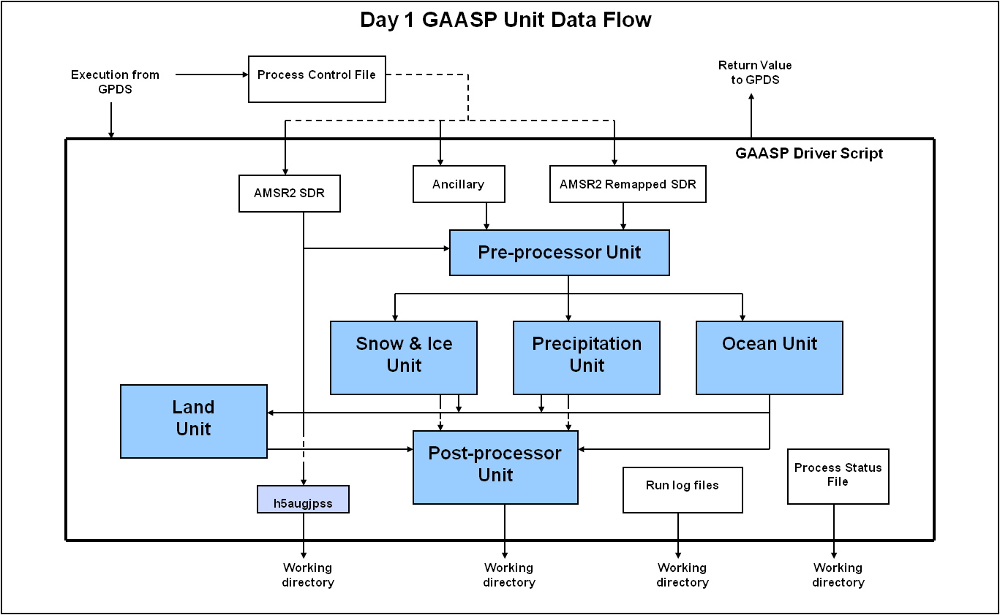 Day 1 GAASP Unit Data Flow
Execution from
GPDS
Process Control File
Return Value
to GPDS
GAASP Driver Script
AMSR2 SDR
Ancillary
AMSR2 Remapped SDR
Pre-processor Unit
Snow & Ice
Unit
Precipitation
Unit
Ocean Unit
Land
Unit
Post-processor
Unit
Run log files
Process Status
File
h5augjpss
Working
directory
Working
directory
Working
directory
Working
directory